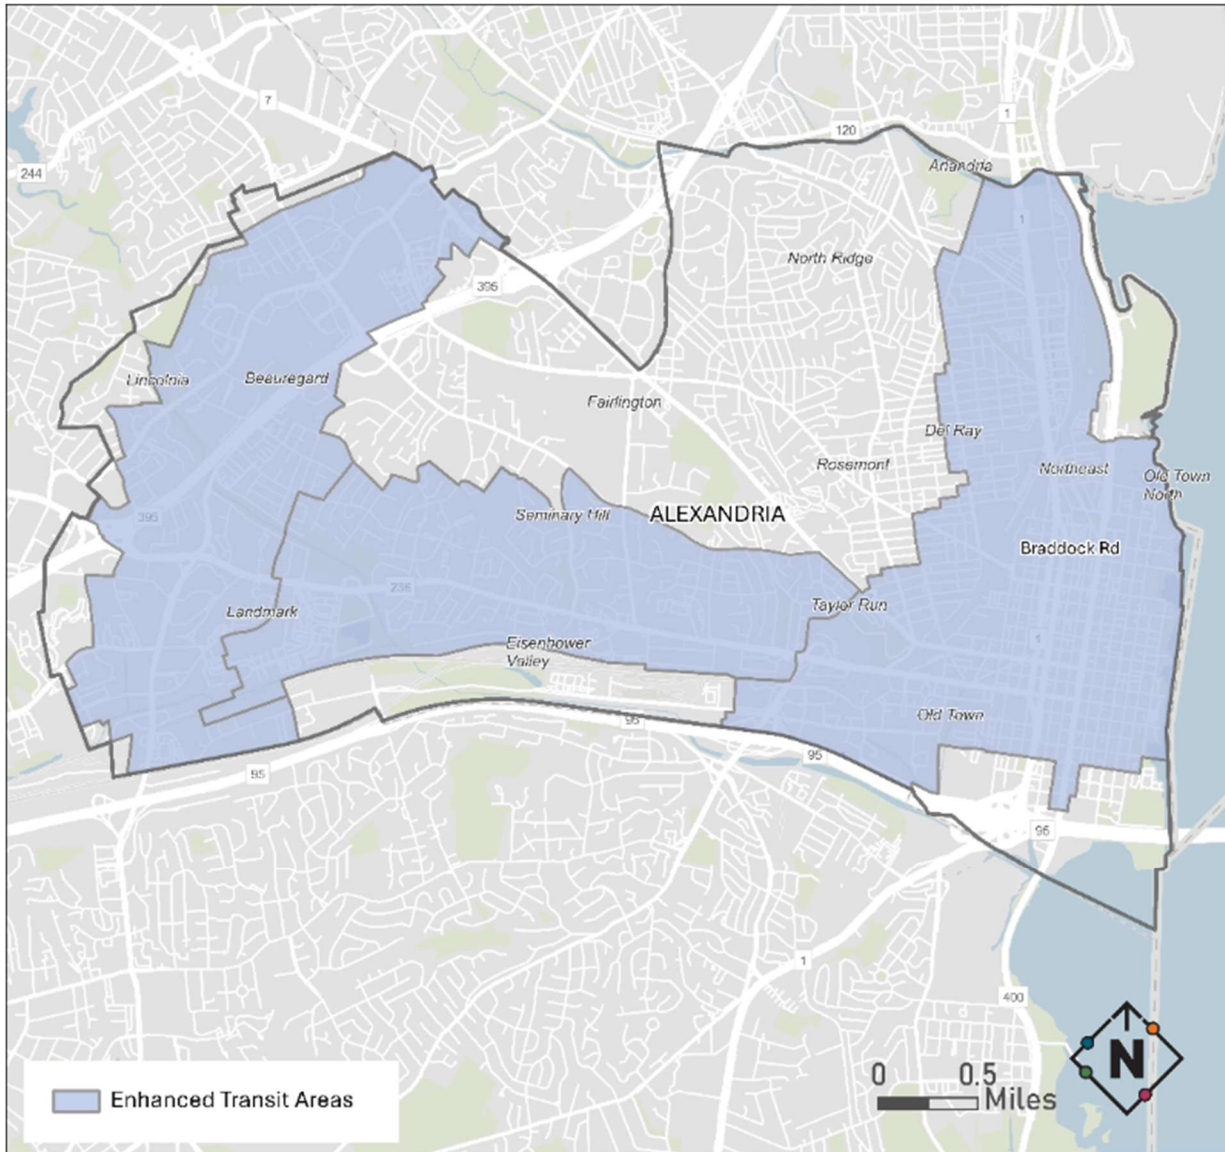 7
120
1
244
Arlandria
1
North Ridge
395
Lincolnia
Beauregard
Fairlington
Del Ray
Rosemont
Northeast
Old Town
North
395
Seminary Hill
ALEXANDRIA
Braddock Rd
236
Landmark
Taylor Run
1
Eisenhower
Valley
Old Town
95
95
95
95
1
400
N
0 0.5
Miles
Enhanced Transit Areas